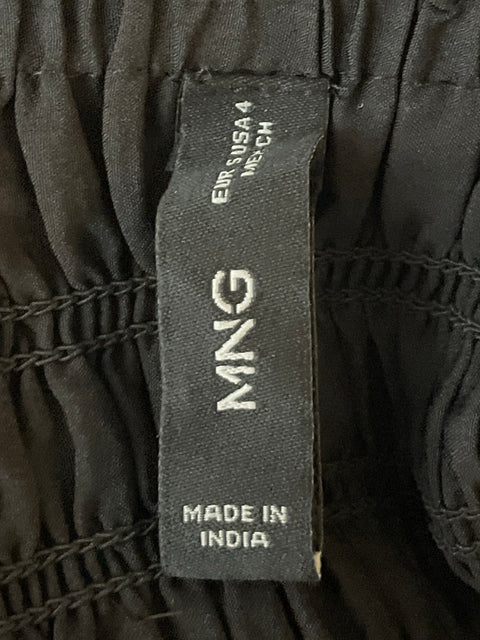 EUR S USA 4
MEX CH
MNG
MADE IN
INDIA